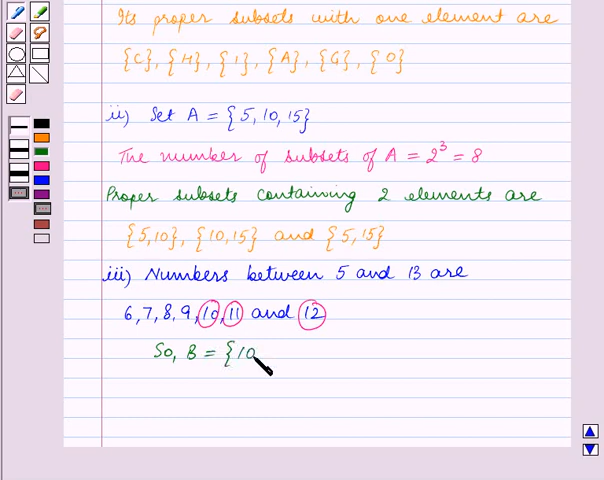 Its proper subsets with one element are
{C}, {H}, {I}, {A}, {G}, {O}
ii) Set A = {5, 10, 15}
The number of subsets of A = 2³ = 8
Proper subsets containing 2 elements are
{5,10}, {10,15} and {5,15}
iii) Numbers between 5 and 13 are
6, 7, 8, 9, 10, 11 and 12
So, B = {10